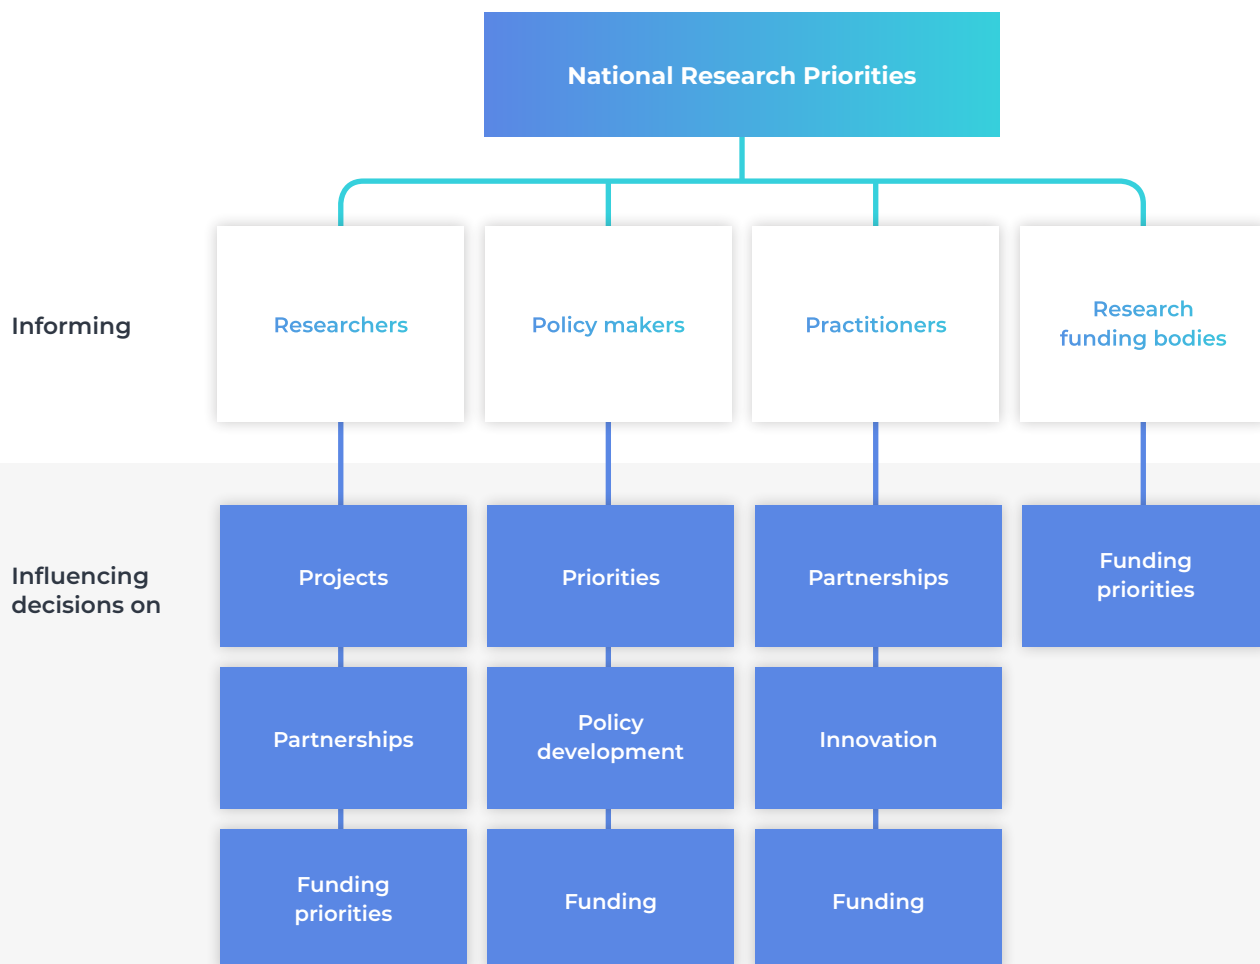 National Research Priorities
Informing
Researchers
Policy makers
Practitioners
Research
funding bodies
Influencing
decisions on
Projects
Priorities
Partnerships
Funding
priorities
Partnerships
Policy
development
Innovation
Funding
priorities
Funding
Funding